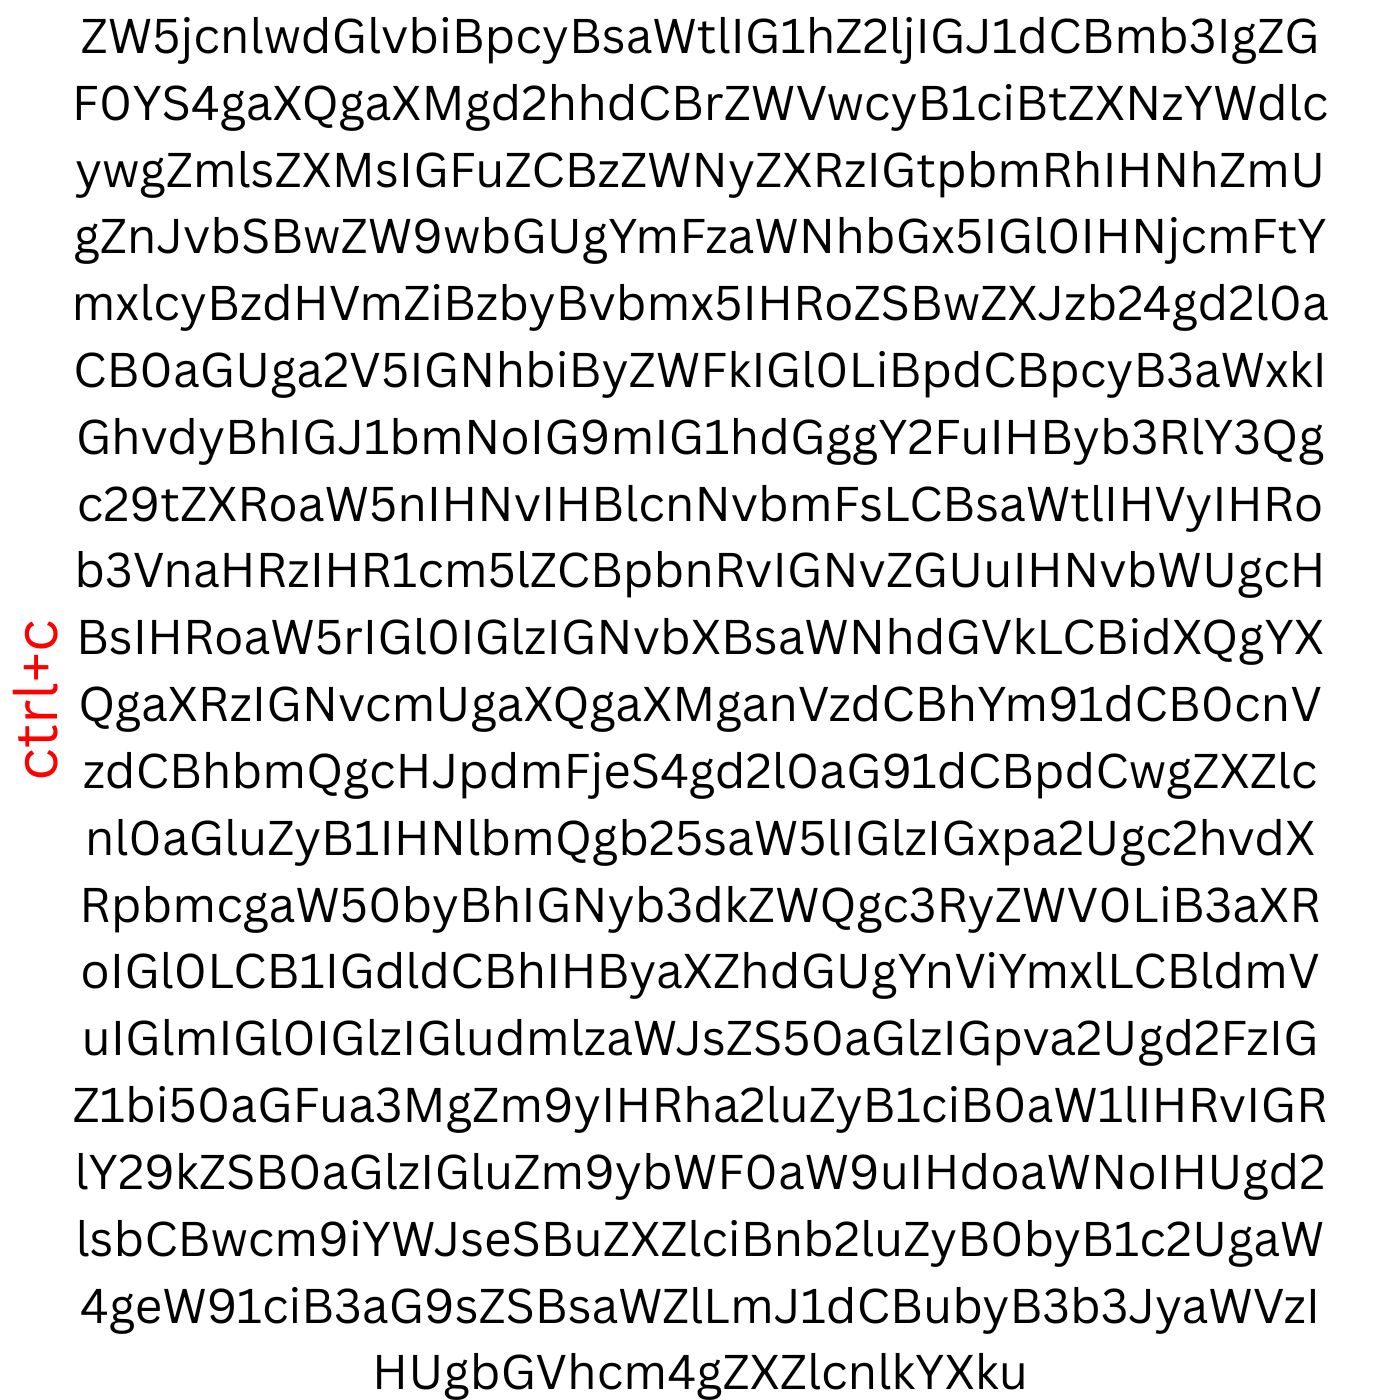 ZW5jcnlwdGlvbiBpcyBsaWtlIG1hZ2ljIGJ1dCBmb3IgZG
F0YS4gaXQgaXMgd2hhdCBrZWVwcyB1ciBtZXNzYWdlc
ywgZmlsZXMsIGFuZCBzZWNyZXRzIGtpbmRhIHNhZmU
gZnJvbSBwZW9wbGUgYmFzaWNhbGx5IGl0IHNjcmFtY
mxlcyBzdHVmZiBzbyBvbmx5IHRoZSBwZXJzb24gd2l0a
CB0aGUga2V5IGNhbiByZWFkIGl0LiBpdCBpcyB3aWxkI
GhvdyBhIGJ1bmNoIG9mIG1hdGggY2FuIHByb3RlY3Qg
c29tZXRoaW5nIHNvIHBlcnNvbmFsLCBsaWtlIHVyIHRo
b3VnaHRzIHR1cm5lZCBpbnRvIGNvZGUuIHNvbWUgcH
BsIHRoaW5rIGl0IGlzIGNvbXBsaWNhdGVkLCBidXQgYX
QgaXRzIGNvcmUgaXQgaXMganVzdCBhYm91dCB0cnV
zdCBhbmQgcHJpdmFjeS4gd2l0aG91dCBpdCwgZXZlc
nl0aGluZyB1IHNlbmQgb25saW5lIGlzIGxpa2Ugc2hvdX
RpbmcgaW50byBhIGNyb3dkZWQgc3RyZWV0LiB3aXR
oIGl0LCB1IGdldCBhIHByaXZhdGUgYnViYmxlLCBldmV
uIGlmIGl0IGlzIGludmlzaWJsZS50aGlzIGpva2Ugd2FzIG
Z1bi50aGFua3MgZm9yIHRha2luZyB1ciB0aW1lIHRvIGR
lY29kZSB0aGlzIGluZm9ybWF0aW9uIHdoaWNoIHUgd2
lsbCBwcm9iYWJseSBuZXZlciBnb2luZyB0byB1c2UgaW
4geW91ciB3aG9sZSBsaWZlLmJ1dCBubyB3b3JyaWVzI
HUgbGVhcm4gZXZlcnlkYXku
ctrl+c